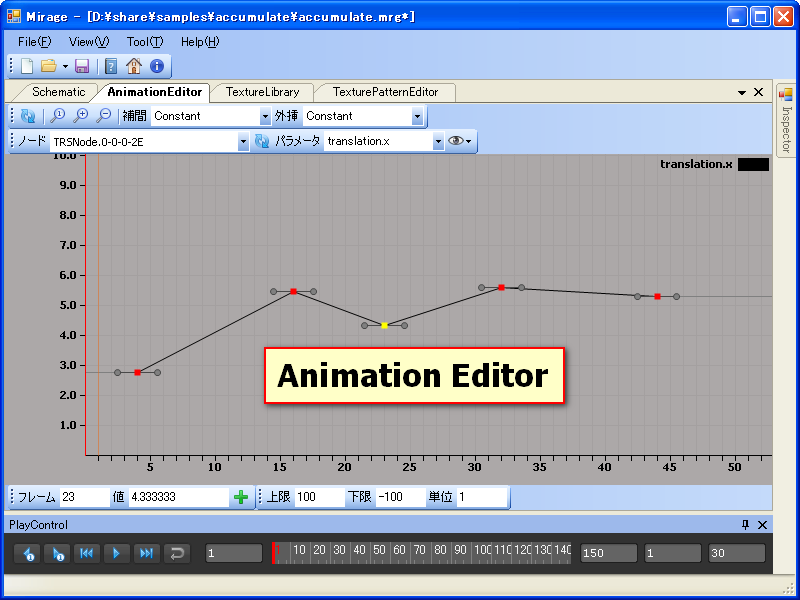 Mirage - [D:¥share¥samples¥accumulate¥accumulate.mrg*]
File(F) View(V) Tool(T) Help(H)
Schematic AnimationEditor TextureLibrary TexturePatternEditor
補間 Constant 外挿 Constant
ノード TRSNode.0-0-0-2E パラメータ translation.x
Inspector
translation.x
10.0
9.0
8.0
7.0
6.0
5.0
4.0
3.0
2.0
1.0
Animation Editor
5 10 15 20 25 30 35 40 45 50
フレーム 23 値 4.333333 上限 100 下限 -100 単位 1
PlayControl
1 1 10 20 30 40 50 60 70 80 90 100 110 120 130 140 150 1 30